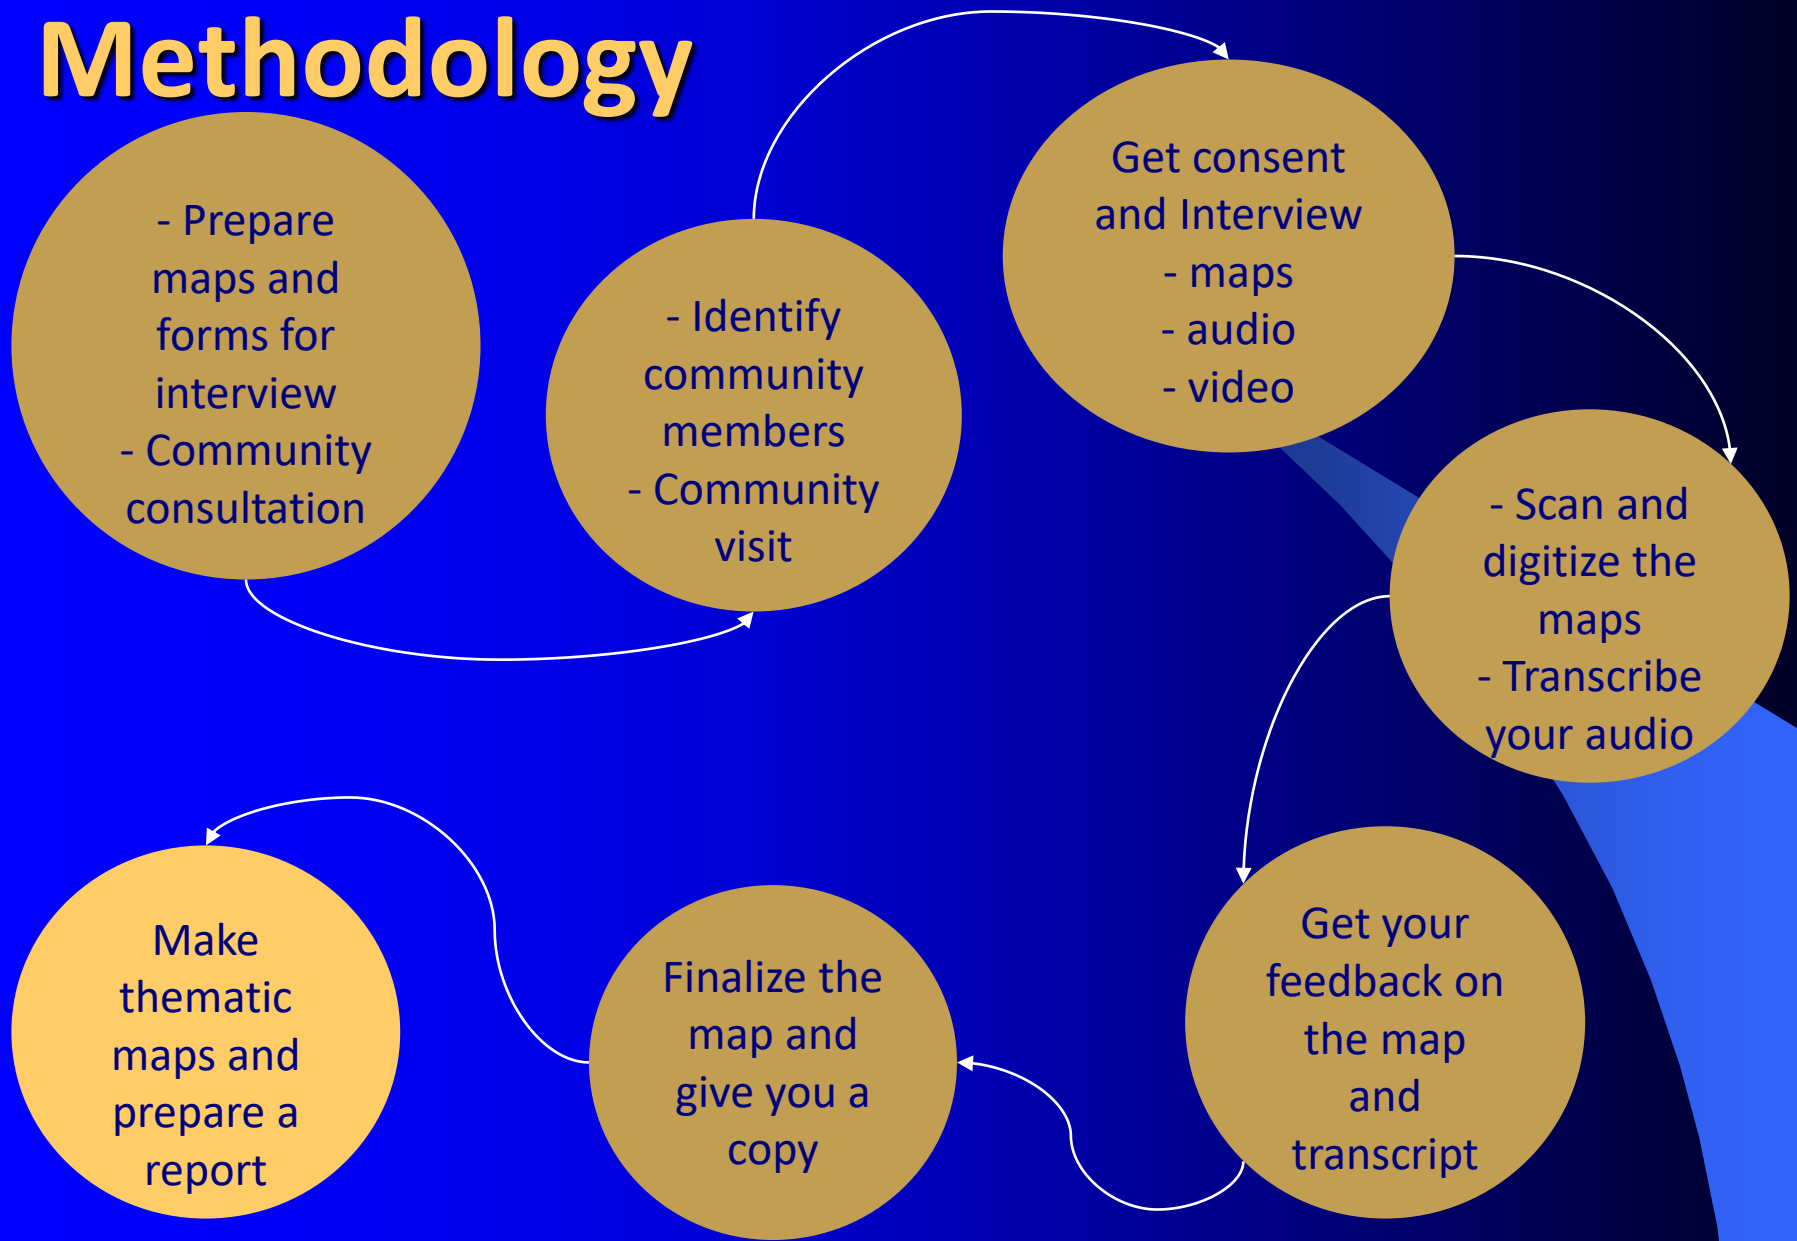 Methodology
- Prepare
maps and
forms for
interview
- Community
consultation
- Identify
community
members
- Community
visit
Get consent
and Interview
- maps
- audio
- video
- Scan and
digitize the
maps
- Transcribe
your audio
Get your
feedback on
the map
and
transcript
Finalize the
map and
give you a
copy
Make
thematic
maps and
prepare a
report